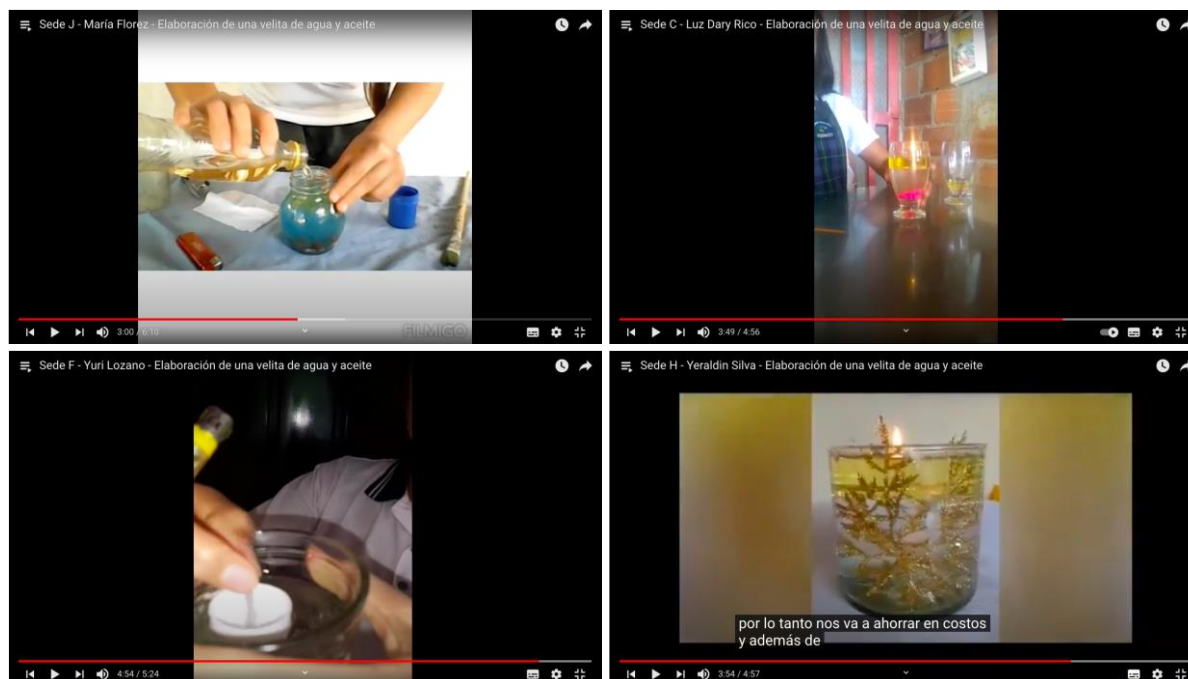 Sede J - María Florez - Elaboración de una velita de agua y aceite
3:00 / 6:10
FILMIGO
Sede C - Luz Dary Rico - Elaboración de una velita de agua y aceite
3:49 / 4:56
Sede F - Yuri Lozano - Elaboración de una velita de agua y aceite
4:54 / 5:24
Sede H - Yeraldin Silva - Elaboración de una velita de agua y aceite
por lo tanto nos va a ahorrar en costos
y además de
3:54 / 4:57